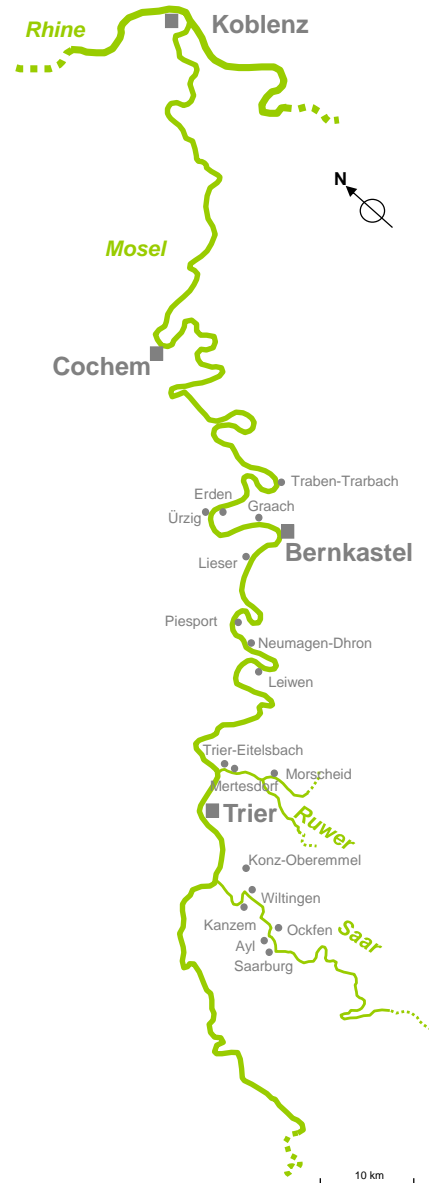 Koblenz
Rhine
N
Mosel
Cochem
Traben-Trarbach
Erden
Graach
Ürzig
Bernkastel
Lieser
Piesport
Neumagen-Dhron
Leiwen
Trier-Eitelsbach
Morscheid
Mertesdorf
Trier
Ruwer
Konz-Oberemmel
Wiltingen
Kanzem
Ockfen
Saar
Ayl
Saarburg
10 km